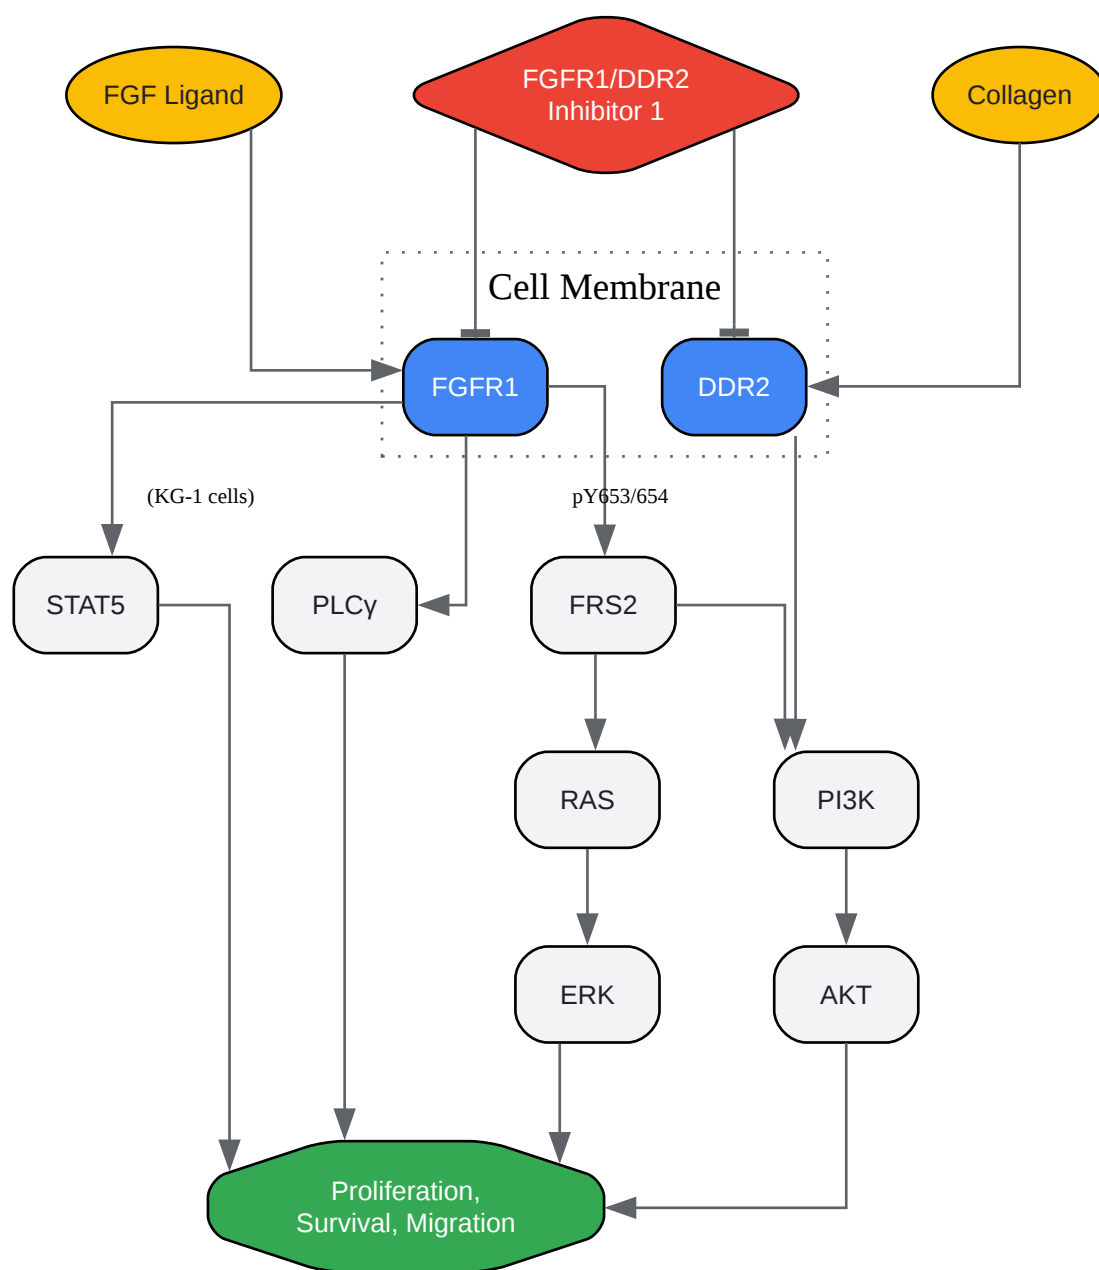 FGF Ligand
FGFR1/DDR2
Inhibitor 1
Collagen
Cell Membrane
FGFR1
DDR2
(KG-1 cells)
pY653/654
STAT5
PLCγ
FRS2
RAS
PI3K
ERK
AKT
Proliferation,
Survival, Migration